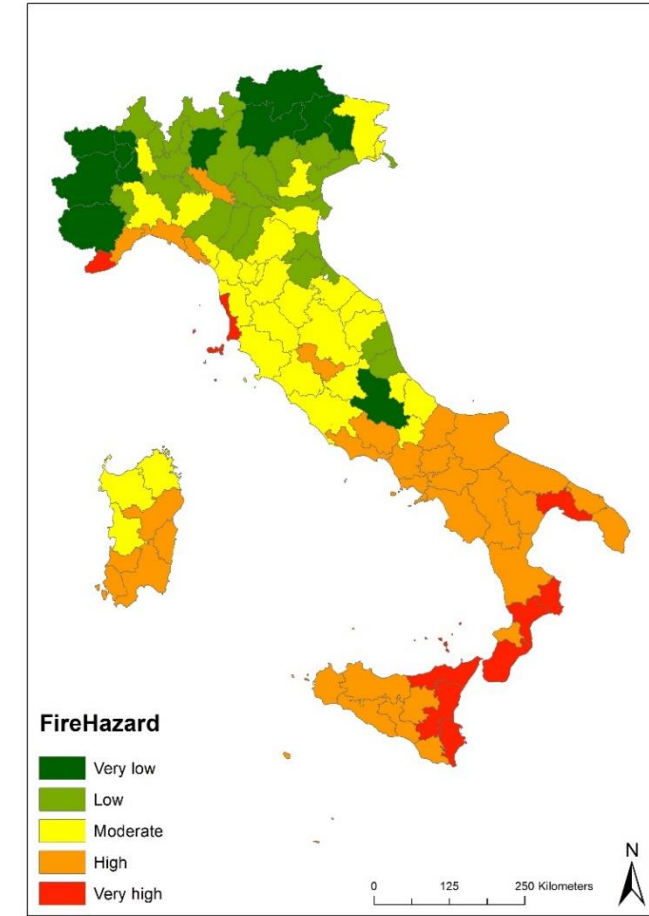 FireHazard
Very low
Low
Moderate
High
Very high
N
0 125 250 Kilometers